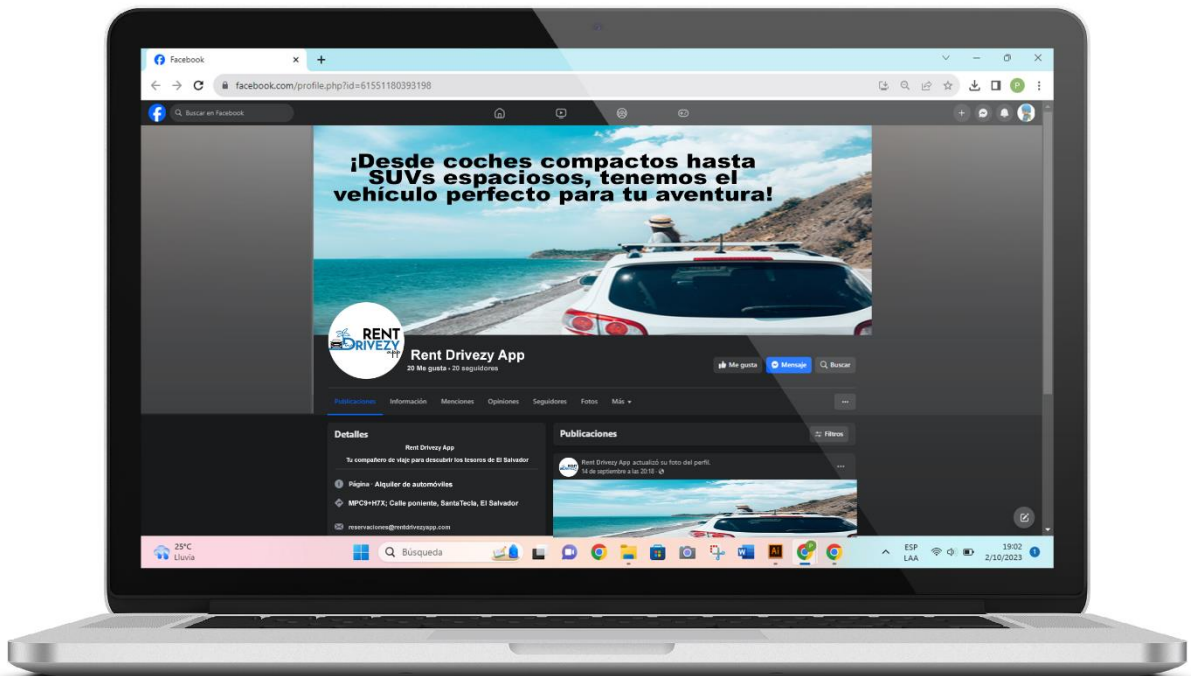 Facebook
facebook.com/profile.php?id=61551180393198
P
Buscar en Facebook
¡Desde coches compactos hasta
SUVs espaciosos, tenemos el
vehículo perfecto para tu aventura!
RENT
DRIVEZY
app
Rent Drivezy App
20 Me gusta • 20 seguidores
Me gusta
Mensaje
Buscar
Publicaciones Información Menciones Opiniones Seguidores Fotos Más
Detalles
Rent Drivezy App
Tu compañero de viaje para descubrir los tesoros de El Salvador
Página · Alquiler de automóviles
MPC9+H7X; Calle poniente, SantaTecla, El Salvador
reservaciones@rentdrivezyapp.com
Publicaciones
Filtros
Rent Drivezy App actualizó su foto del perfil.
14 de septiembre a las 20:18 ·
25°C
Lluvia
Búsqueda
Ai
ESP
LAA
19:02
2/10/2023